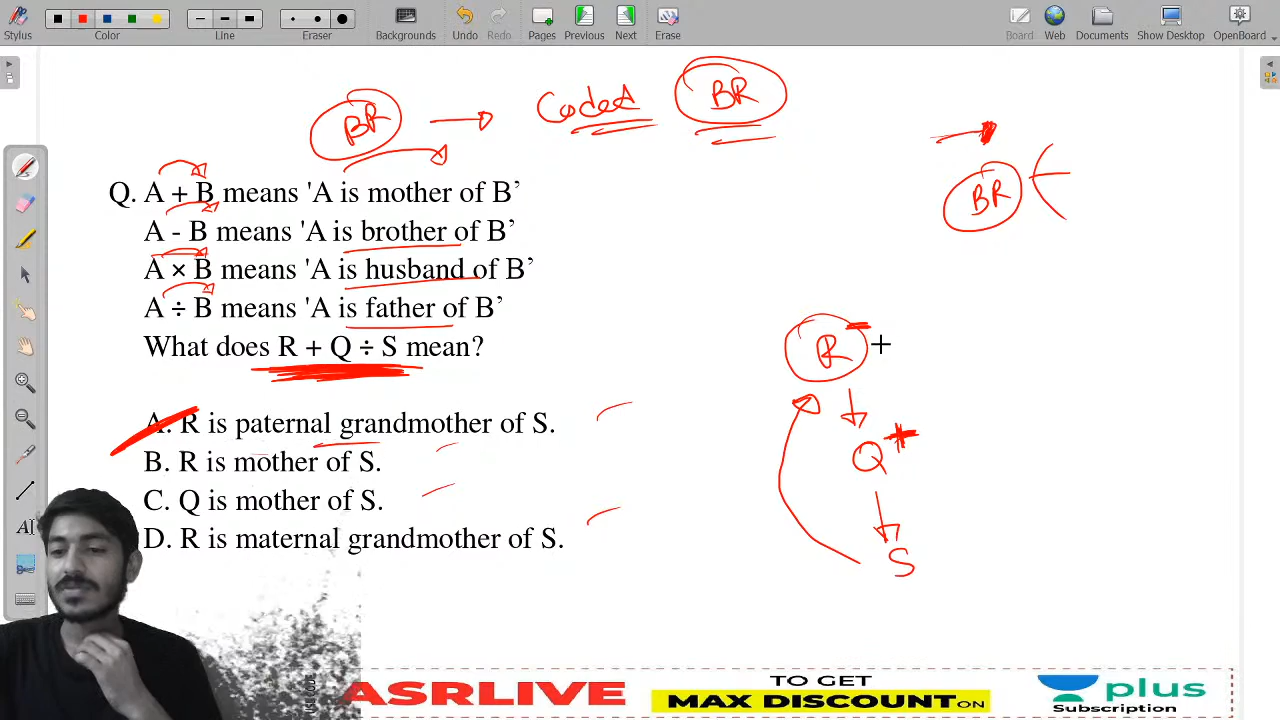 Stylus
Color
Line
Eraser
Backgrounds
Undo
Redo
Pages
Previous
Next
Erase
Board
Web
Documents
Show Desktop
OpenBoard
BR → Coded BR
BR
Q. A + B means 'A is mother of B’
A - B means 'A is brother of B’
A × B means 'A is husband of B’
A ÷ B means 'A is father of B’
What does R + Q ÷ S mean?
A. R is paternal grandmother of S.
B. R is mother of S.
C. Q is mother of S.
D. R is maternal grandmother of S.
R
Q
S
ASRLIVE
TO GET
MAX DISCOUNT ON
plus
Subscription